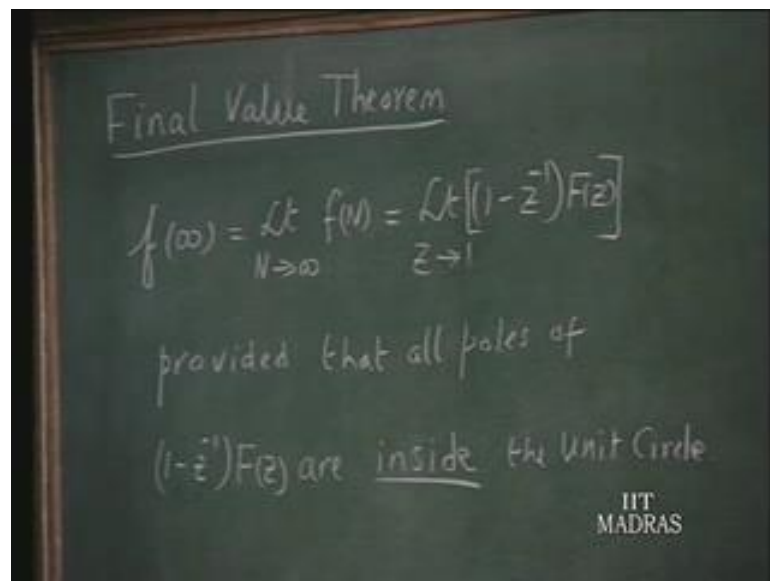 Final Value Theorem
f(∞) = Lt f(N) = Lt [(1 - z⁻¹) F(z)]
N→∞ z→1
provided that all poles of
(1-z⁻¹)F(z) are inside the Unit Circle
IIT
MADRAS